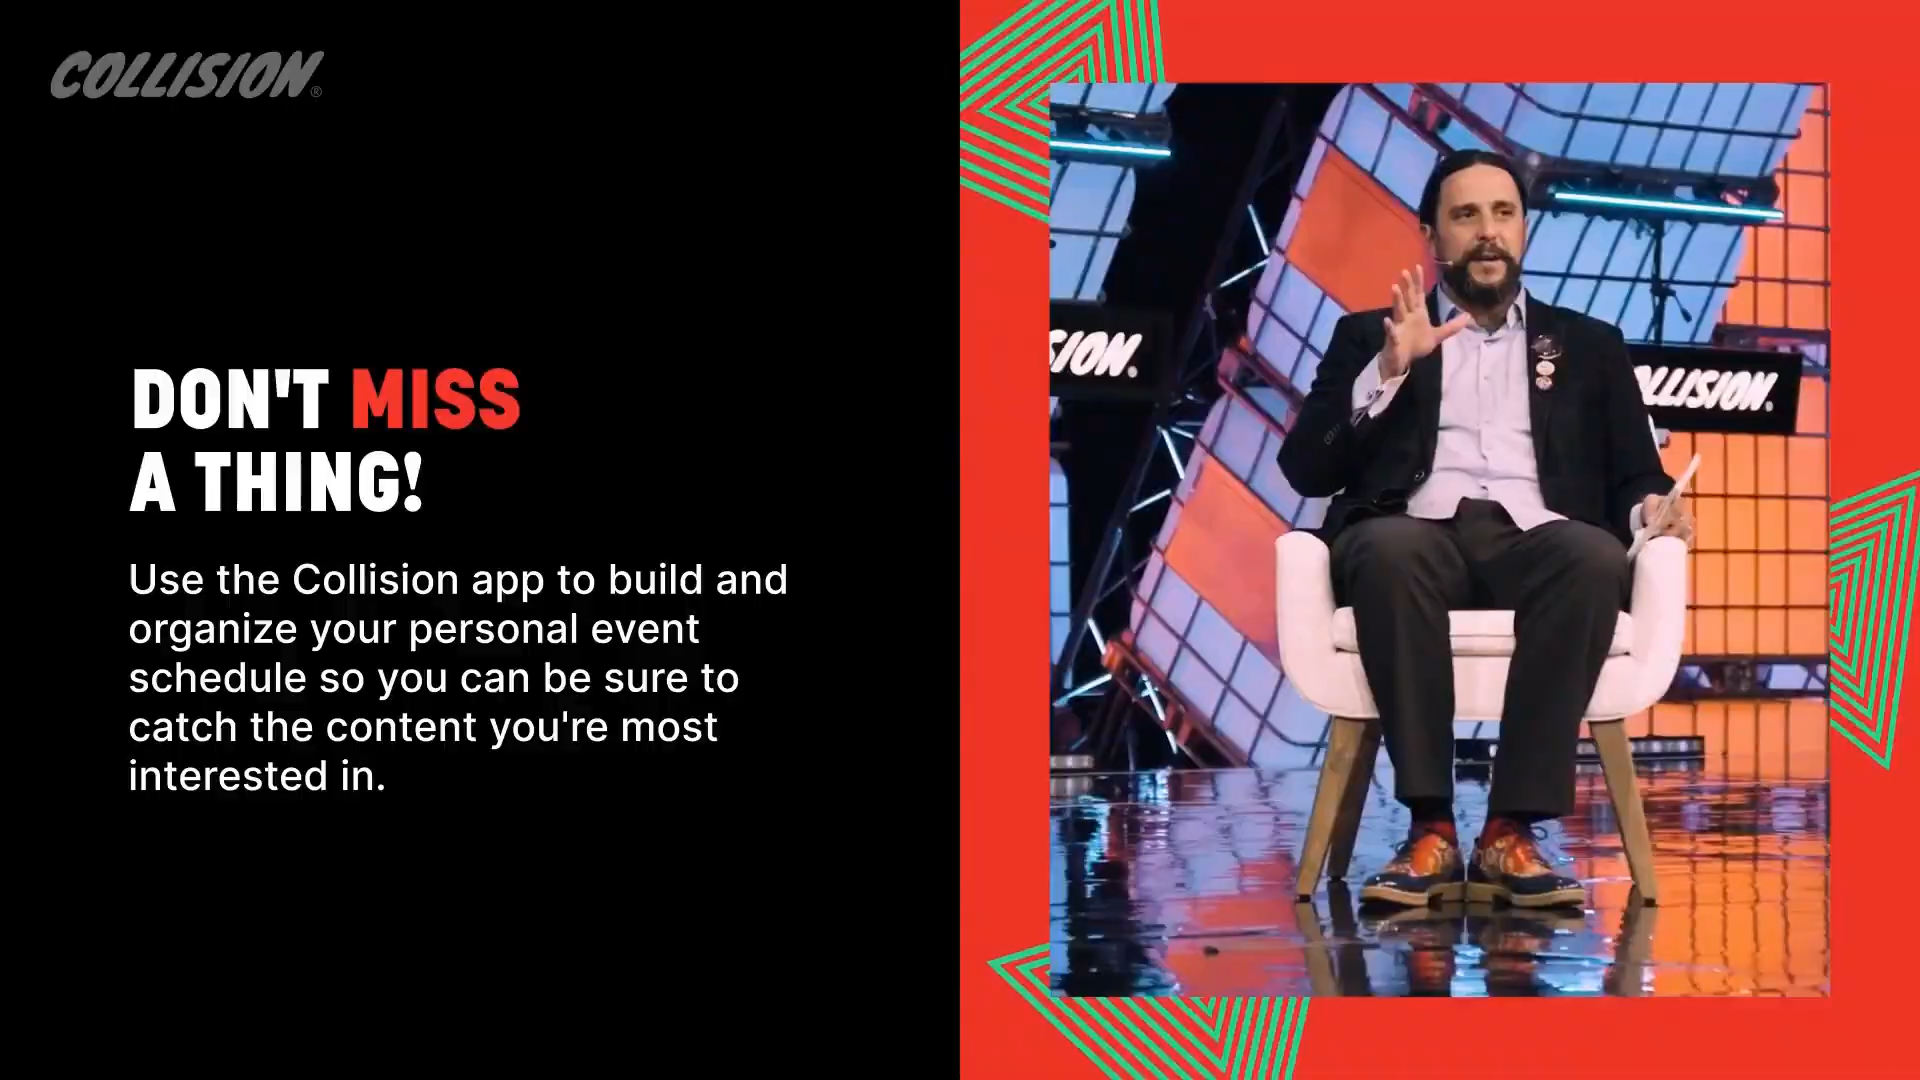 COLLISION®
DON'T MISS
A THING!
Use the Collision app to build and
organize your personal event
schedule so you can be sure to
catch the content you're most
interested in.
SION.
OLLISION.